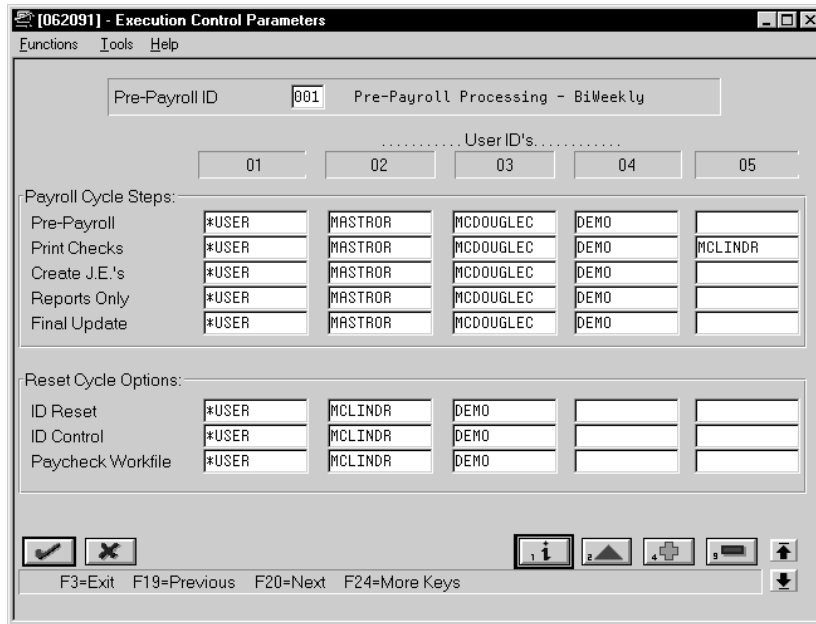 [062091] - Execution Control Parameters
Functions Tools Help
Pre-Payroll ID 001 Pre-Payroll Processing - BiWeekly
. . . . . . . . . . . User ID's. . . . . . . . . . . .
01 02 03 04 05
Payroll Cycle Steps:
Pre-Payroll *USER MASTROR MCDOUGLEC DEMO
Print Checks *USER MASTROR MCDOUGLEC DEMO MCLINDR
Create J.E.'s *USER MASTROR MCDOUGLEC DEMO
Reports Only *USER MASTROR MCDOUGLEC DEMO
Final Update *USER MASTROR MCDOUGLEC DEMO
Reset Cycle Options:
ID Reset *USER MCLINDR DEMO
ID Control *USER MCLINDR DEMO
Paycheck Workfile *USER MCLINDR DEMO
1 i 2 4 9
F3=Exit F19=Previous F20=Next F24=More Keys